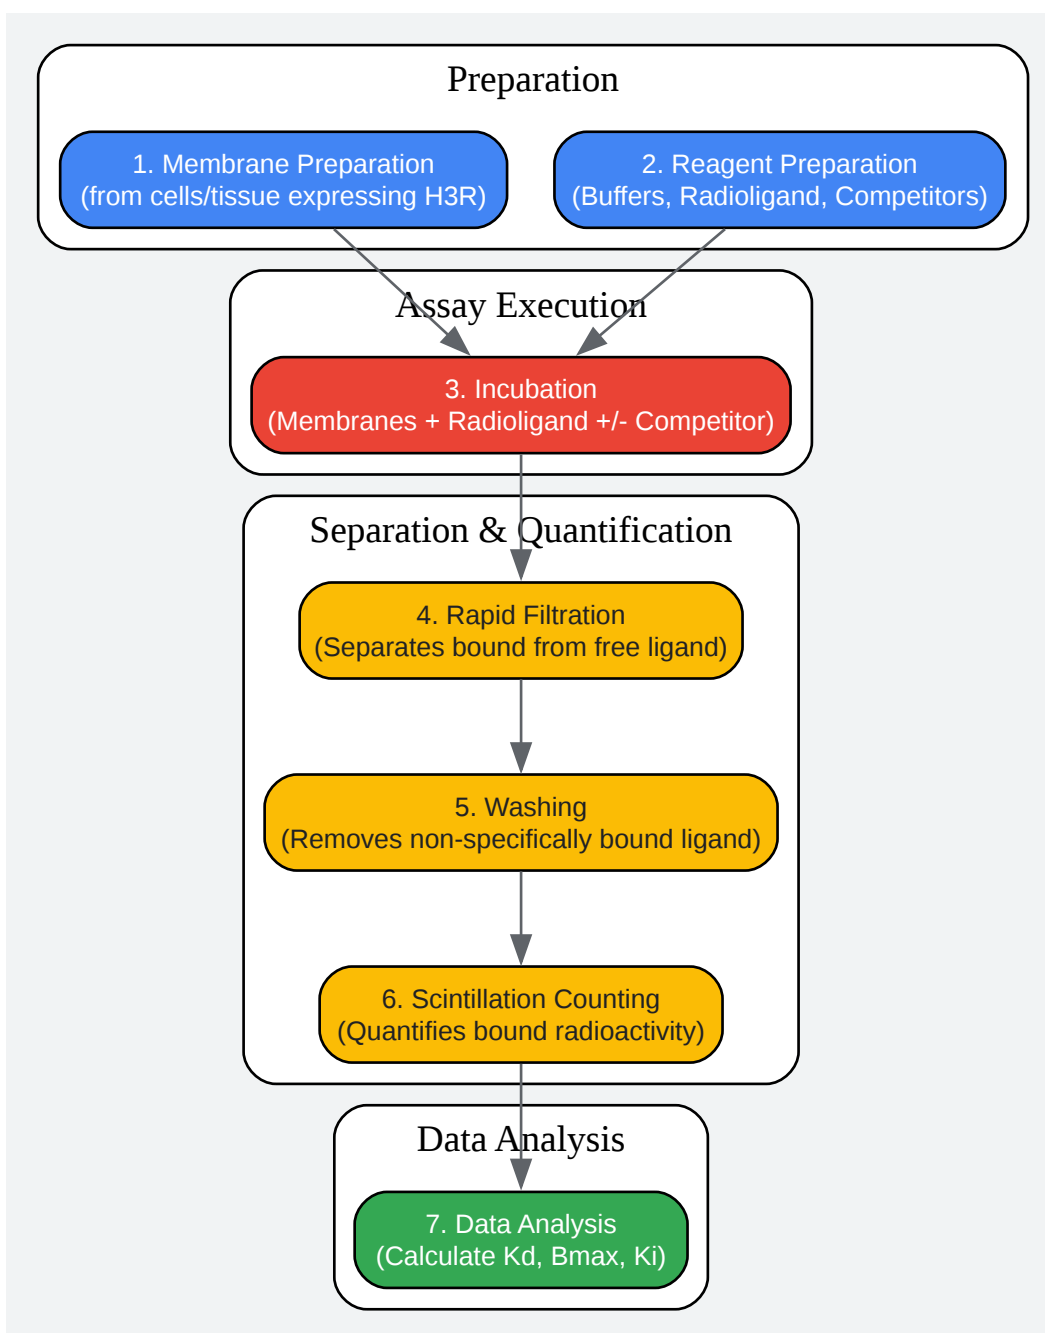 Preparation
1. Membrane Preparation
(from cells/tissue expressing H3R)
2. Reagent Preparation
(Buffers, Radioligand, Competitors)
Assay Execution
3. Incubation
(Membranes + Radioligand +/- Competitor)
Separation & Quantification
4. Rapid Filtration
(Separates bound from free ligand)
5. Washing
(Removes non-specifically bound ligand)
6. Scintillation Counting
(Quantifies bound radioactivity)
Data Analysis
7. Data Analysis
(Calculate Kd, Bmax, Ki)